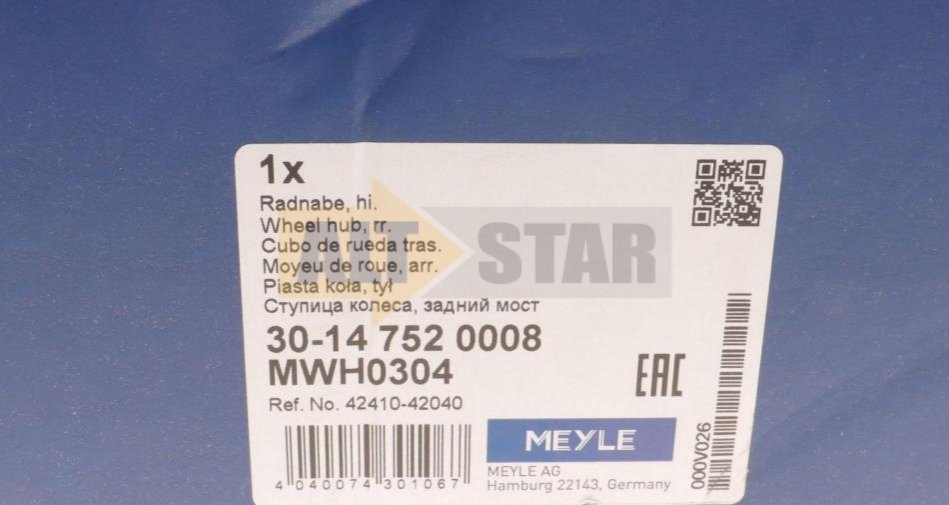 1x
Radnabe, hi.
Wheel hub, rr.
Cubo de rueda tras.
Moyeu de roue, arr.
Piasta koła, tył
Ступица колеса, задний мост
ALT STAR
30-14 752 0008
MWH0304
EAC
Ref. No. 42410-42040
MEYLE
MEYLE AG
Hamburg 22143, Germany
4 040074 301067
000V026